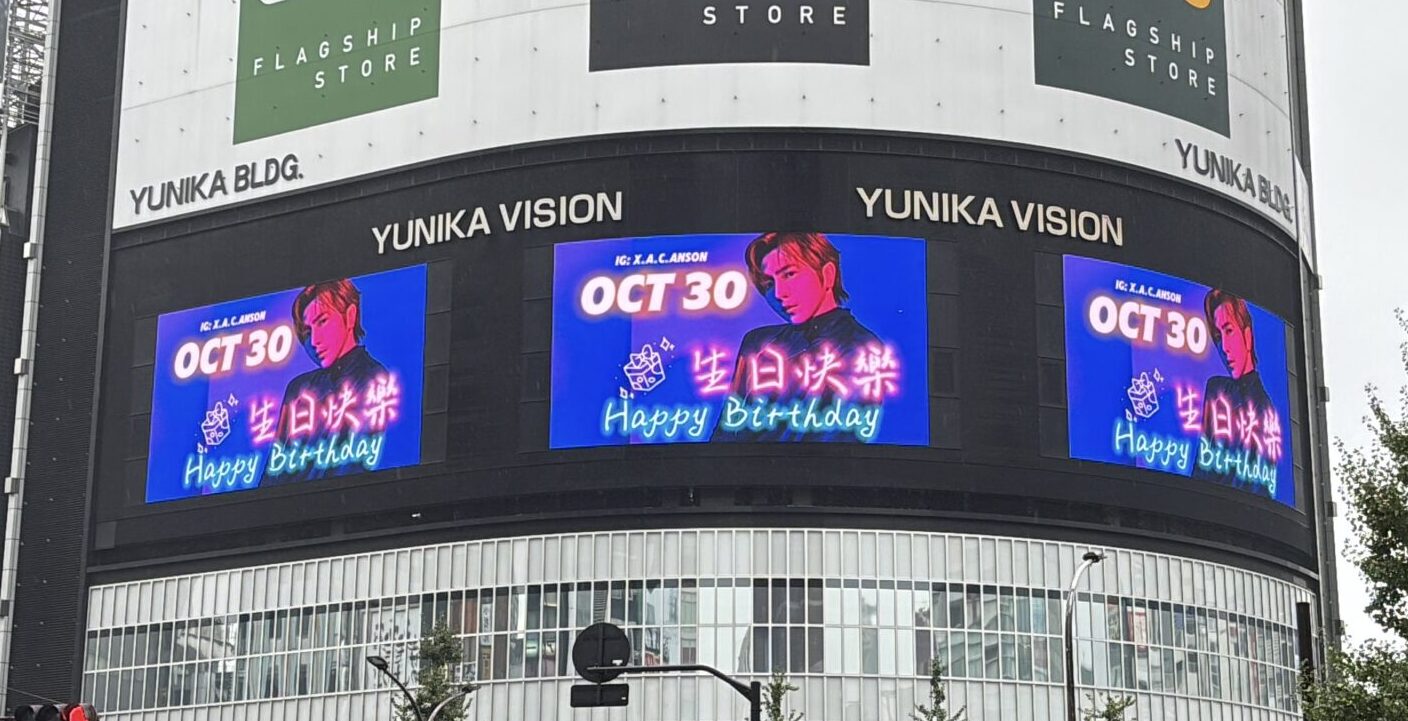 FLAGSHIP
STORE
STORE
FLAGSHIP
STORE
YUNIKA BLDG.
YUNIKA BLDG.
YUNIKA VISION
YUNIKA VISION
IG: X.A.C.ANSON
OCT 30
生日快樂
Happy Birthday
IG: X.A.C.ANSON
OCT 30
生日快樂
Happy Birthday
IG: X.A.C.ANSON
OCT 30
生日快樂
Happy Birthday